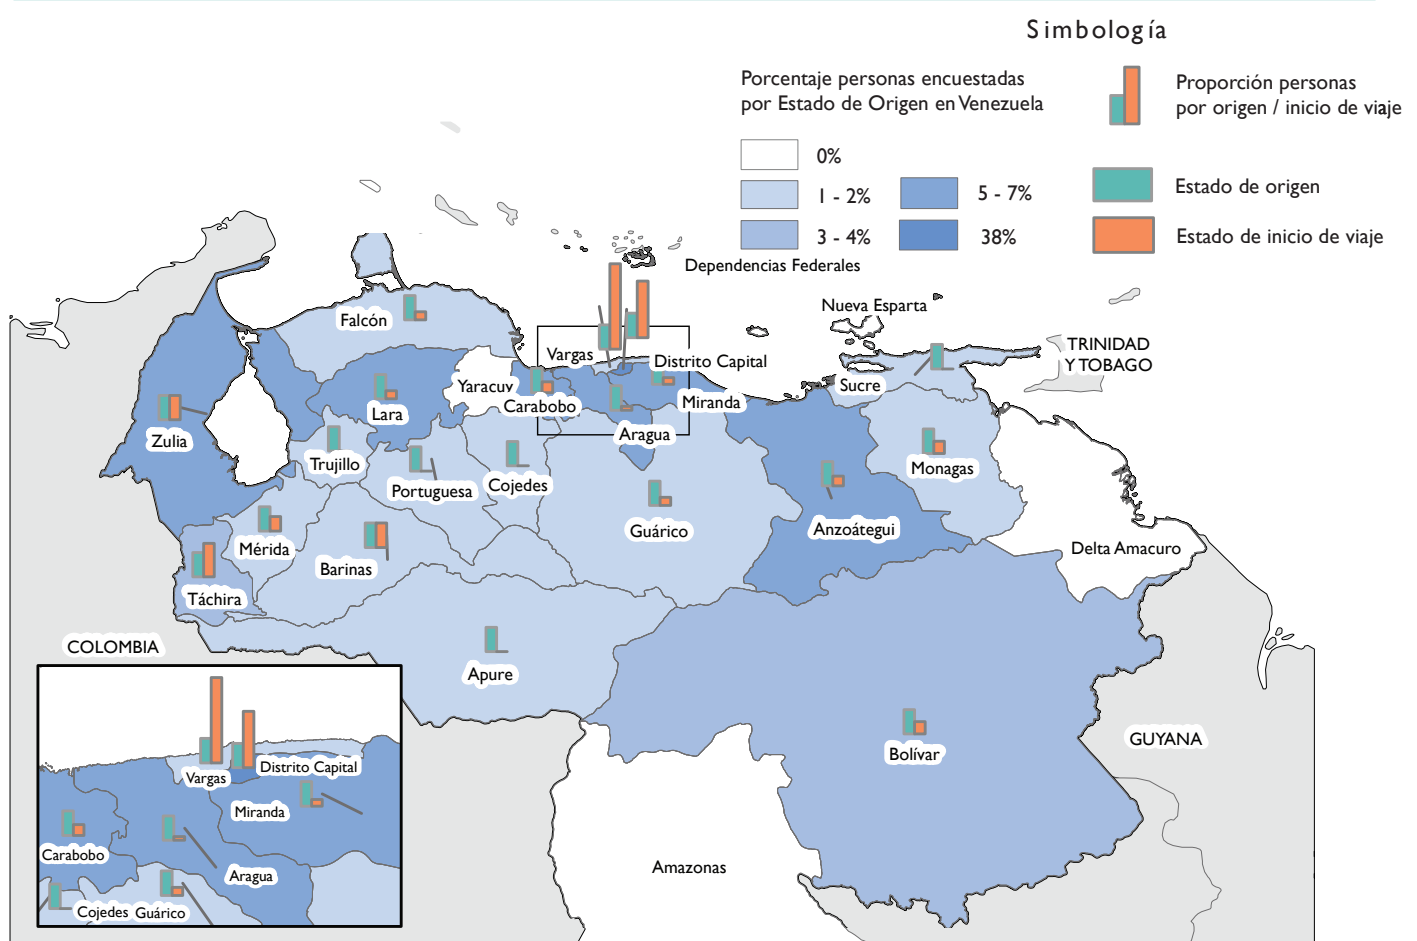 Simbología
Porcentaje personas encuestadas
por Estado de Origen en Venezuela
0%
1 - 2%
3 - 4%
5 - 7%
38%
Proporción personas
por origen / inicio de viaje
Estado de origen
Estado de inicio de viaje
Dependencias Federales
Nueva Esparta
TRINIDAD
Y TOBAGO
Falcón
Vargas
Distrito Capital
Yaracuy
Carabobo
Miranda
Sucre
Lara
Aragua
Zulia
Trujillo
Portuguesa
Cojedes
Monagas
Guárico
Anzoátegui
Mérida
Barinas
Delta Amacuro
Táchira
COLOMBIA
Apure
GUYANA
Bolívar
Amazonas
Vargas
Distrito Capital
Miranda
Carabobo
Aragua
Cojedes
Guárico